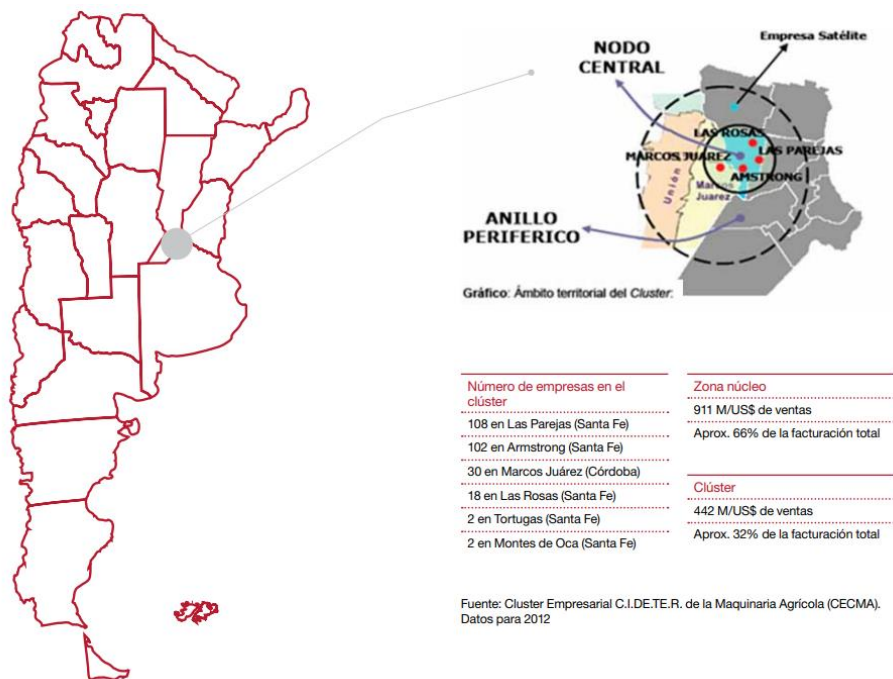 Empresa Satélite
NODO
CENTRAL
LAS ROSAS
MARCOS JUÁREZ
LAS PAREJAS
AMSTRONG
Unión
Marcos
Juarez
ANILLO
PERIFERICO
Gráfico: Ámbito territorial del Cluster:
Número de empresas en el
clúster
108 en Las Parejas (Santa Fe)
102 en Armstrong (Santa Fe)
30 en Marcos Juárez (Córdoba)
18 en Las Rosas (Santa Fe)
2 en Tortugas (Santa Fe)
2 en Montes de Oca (Santa Fe)
Zona núcleo
911 M/US$ de ventas
Aprox. 66% de la facturación total
Clúster
442 M/US$ de ventas
Aprox. 32% de la facturación total
Fuente: Cluster Empresarial C.I.DE.TE.R. de la Maquinaria Agrícola (CECMA).
Datos para 2012